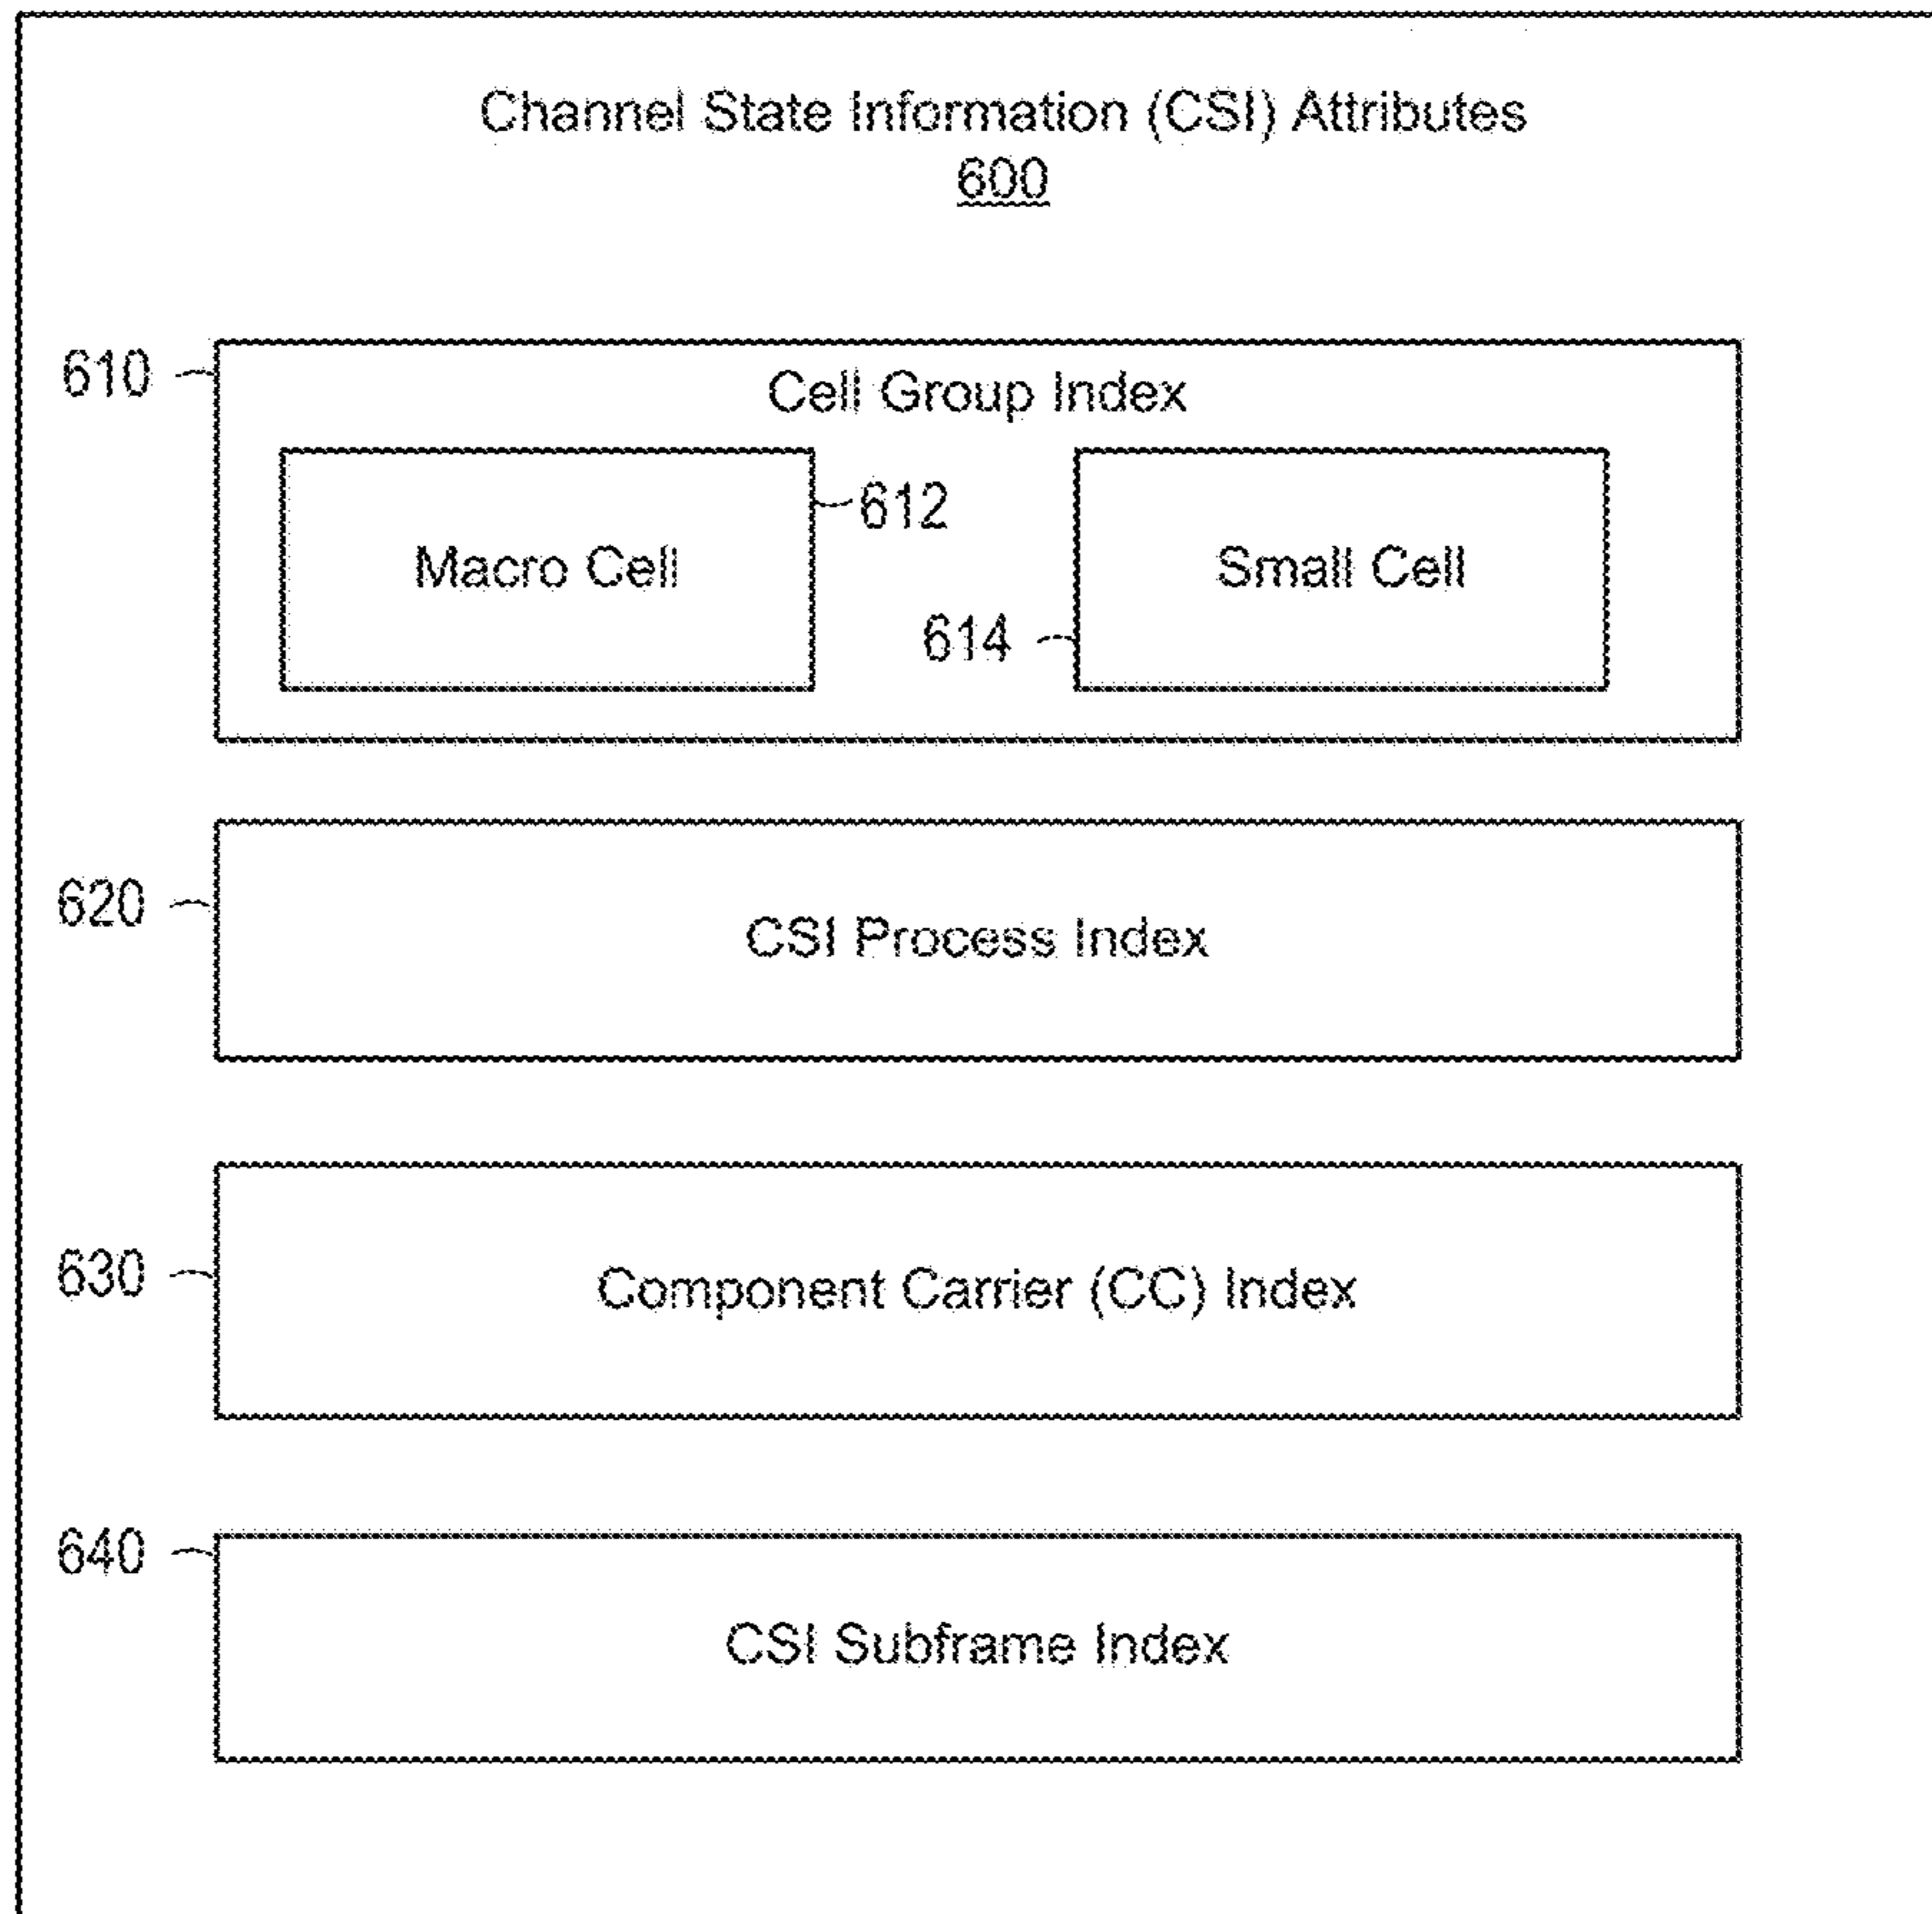 Channel State Information (CSI) Attributes
600
610
Cell Group Index
612
Macro Cell
Small Cell
614
620
CSI Process Index
630
Component Carrier (CC) Index
640
CSI Subframe Index